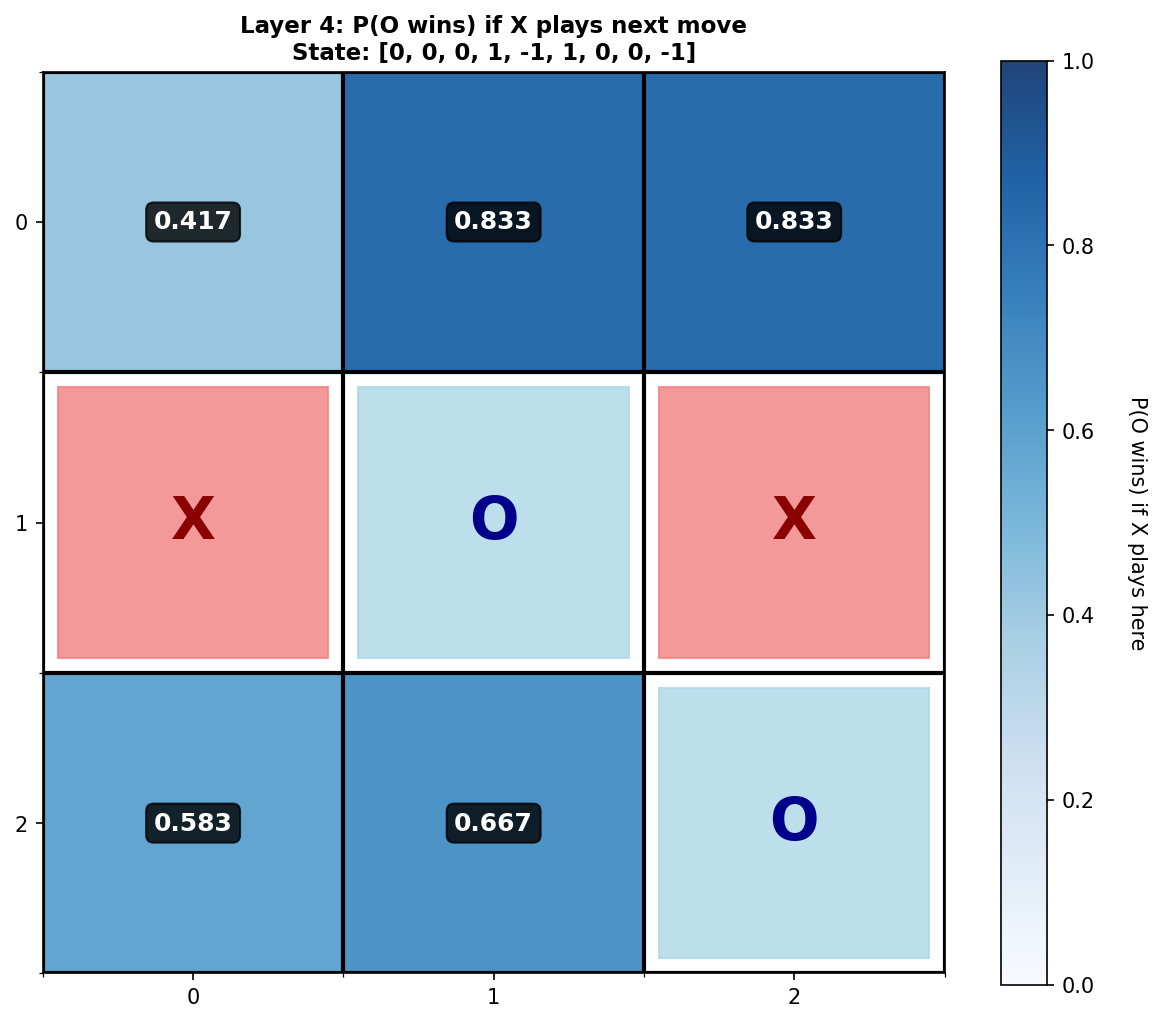 Layer 4: P(O wins) if X plays next move
State: [0, 0, 0, 1, -1, 1, 0, 0, -1]
0.417 0.833 0.833
X O X
0.583 0.667 O
0
1
2
0 1 2
1.0
0.8
0.6
0.4
0.2
0.0
P(O wins) if X plays here